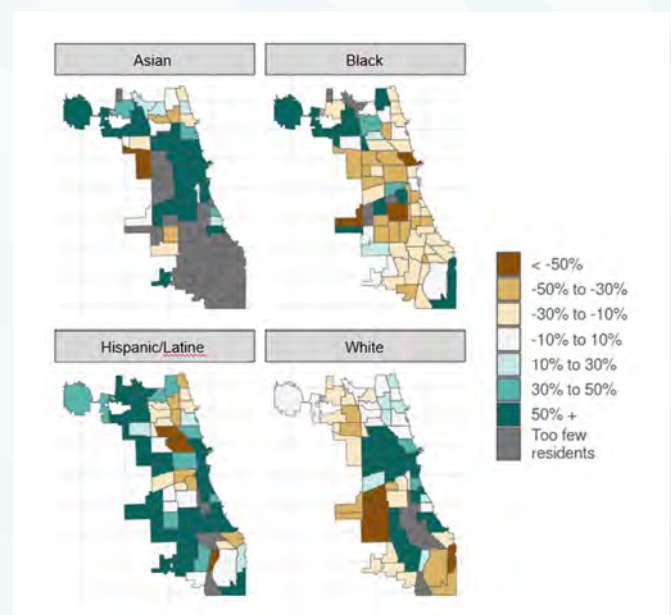 Asian
Black
Hispanic/Latine
White
< -50%
-50% to -30%
-30% to -10%
-10% to 10%
10% to 30%
30% to 50%
50% +
Too few
residents